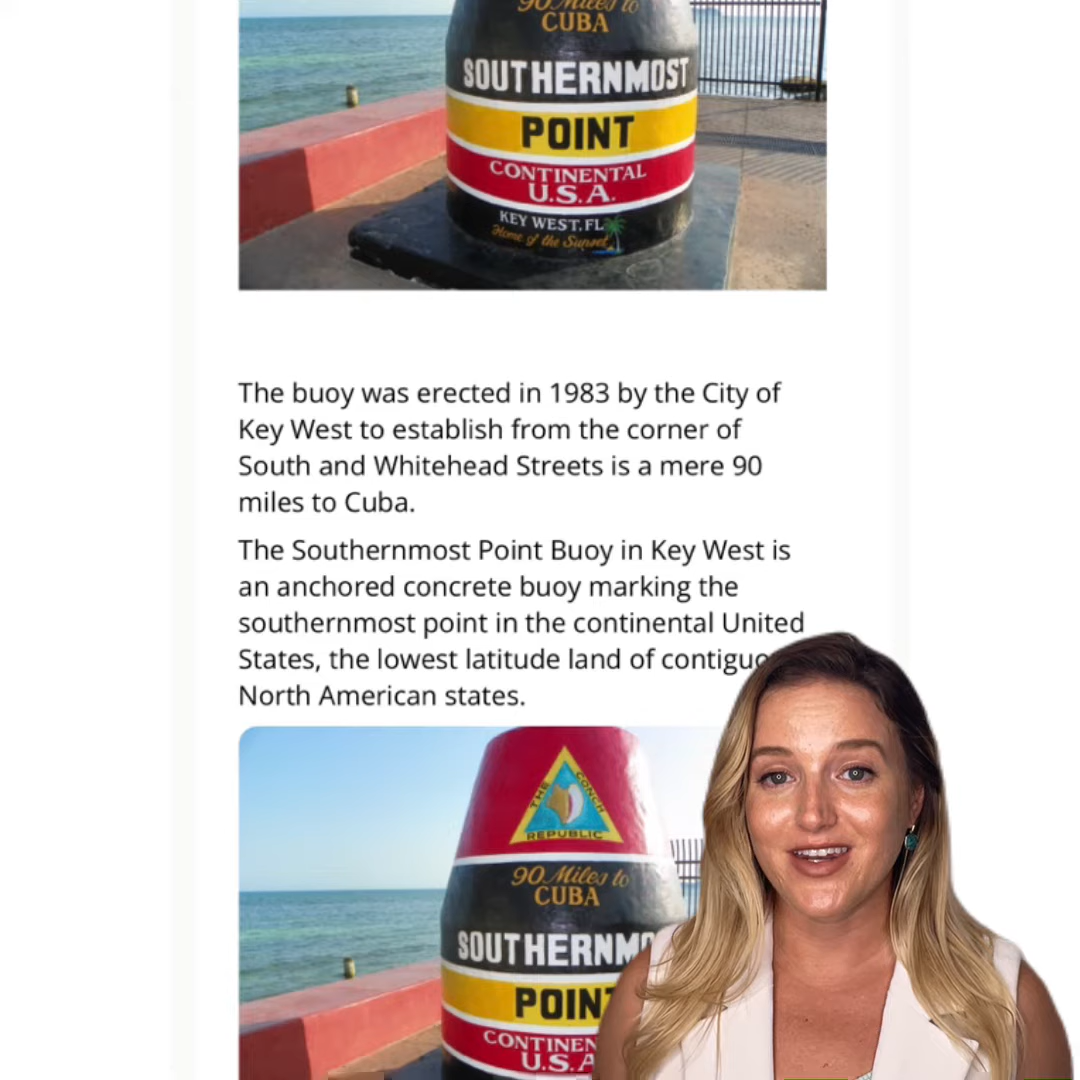 90 Miles to
CUBA
SOUTHERNMOST
POINT
CONTINENTAL
U.S.A.
KEY WEST, FL
Home of the Sunset
The buoy was erected in 1983 by the City of
Key West to establish from the corner of
South and Whitehead Streets is a mere 90
miles to Cuba.
The Southernmost Point Buoy in Key West is
an anchored concrete buoy marking the
southernmost point in the continental United
States, the lowest latitude land of contiguo
North American states.
THE CONCH
REPUBLIC
90 Miles to
CUBA
SOUTHERNMO
POINT
CONTINEN
U.S.A